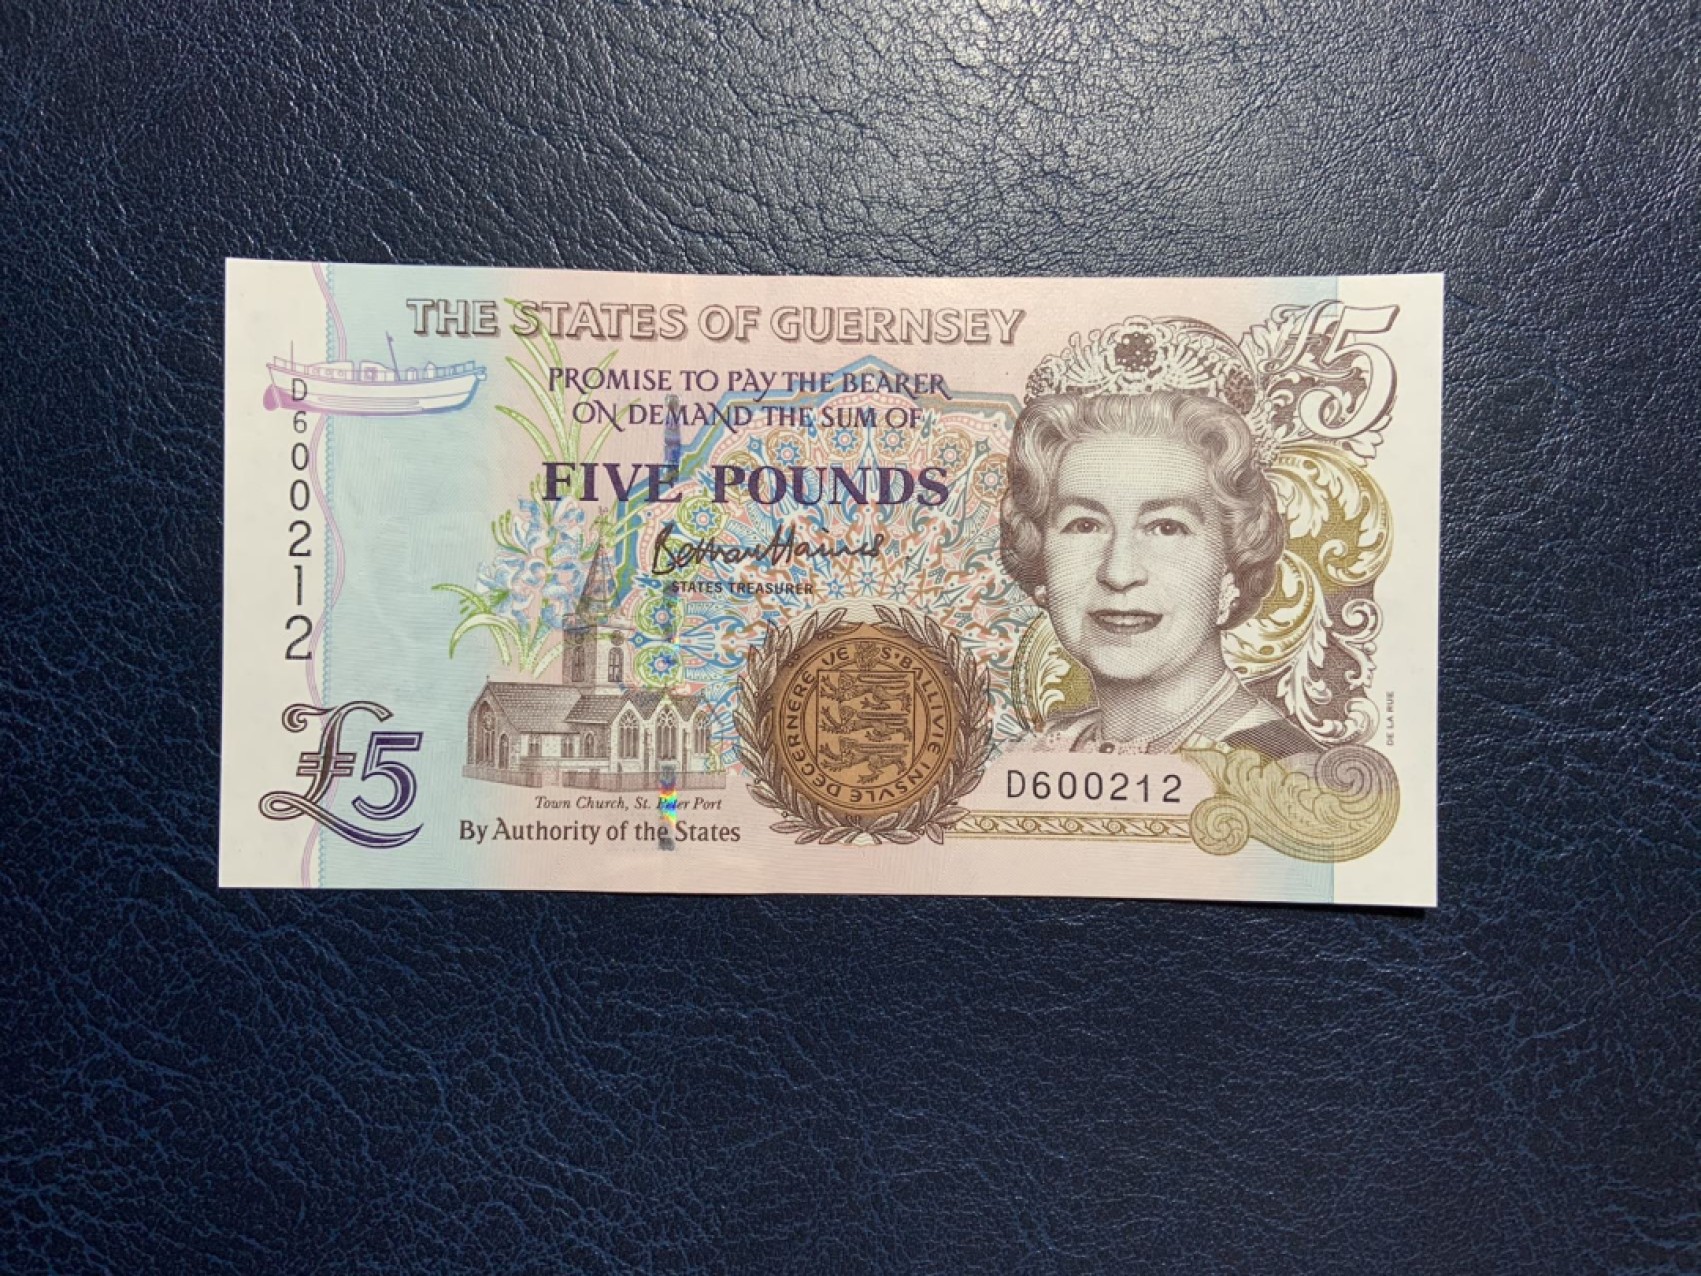 THE STATES OF GUERNSEY
£5
PROMISE TO PAY THE BEARER
ON DEMAND THE SUM OF
FIVE POUNDS
STATES TREASURER
D600212
£5
Town Church, St. Peter Port
By Authority of the States
S·BALLIVIE INSVLE DEGERNEREVE
D600212
DE LA RUE